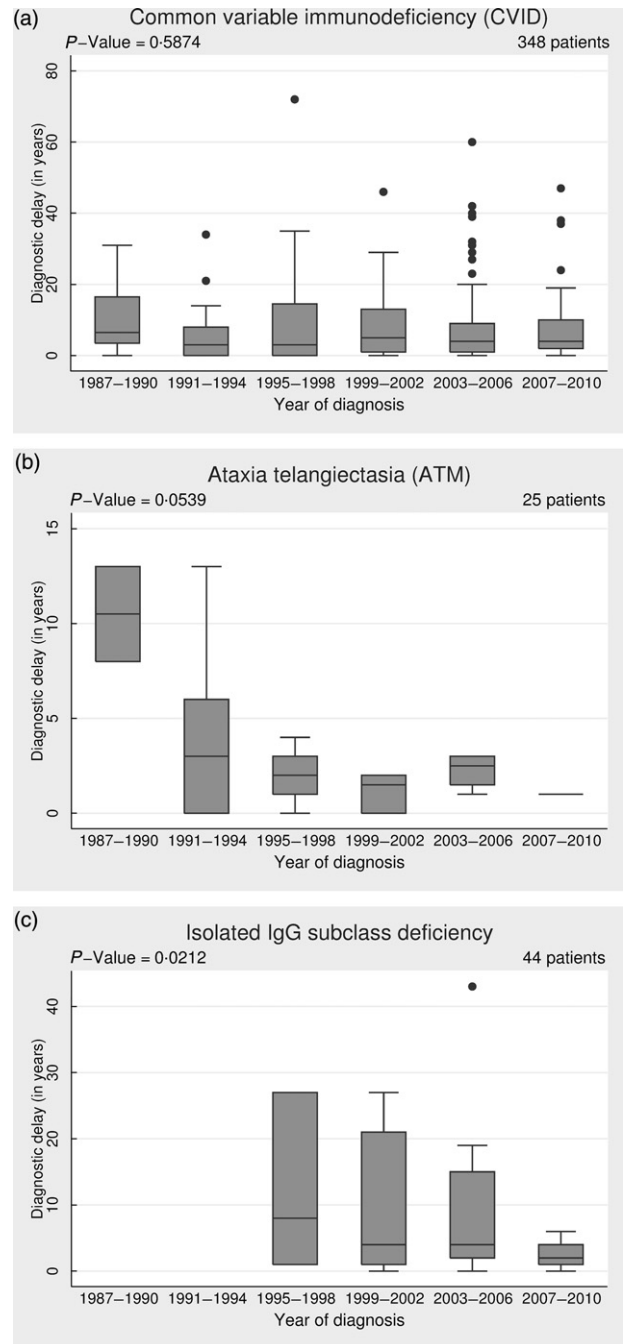 (a)
Common variable immunodeficiency (CVID)
P−Value = 0·5874 348 patients
80
60
40
20
0
Diagnostic delay (in years)
1987−1990 1991−1994 1995−1998 1999−2002 2003−2006 2007−2010
Year of diagnosis
(b)
Ataxia telangiectasia (ATM)
P−Value = 0·0539 25 patients
15
10
5
0
Diagnostic delay (in years)
1987−1990 1991−1994 1995−1998 1999−2002 2003−2006 2007−2010
Year of diagnosis
(c)
Isolated IgG subclass deficiency
P−Value = 0·0212 44 patients
40
30
20
10
0
Diagnostic delay (in years)
1987−1990 1991−1994 1995−1998 1999−2002 2003−2006 2007−2010
Year of diagnosis